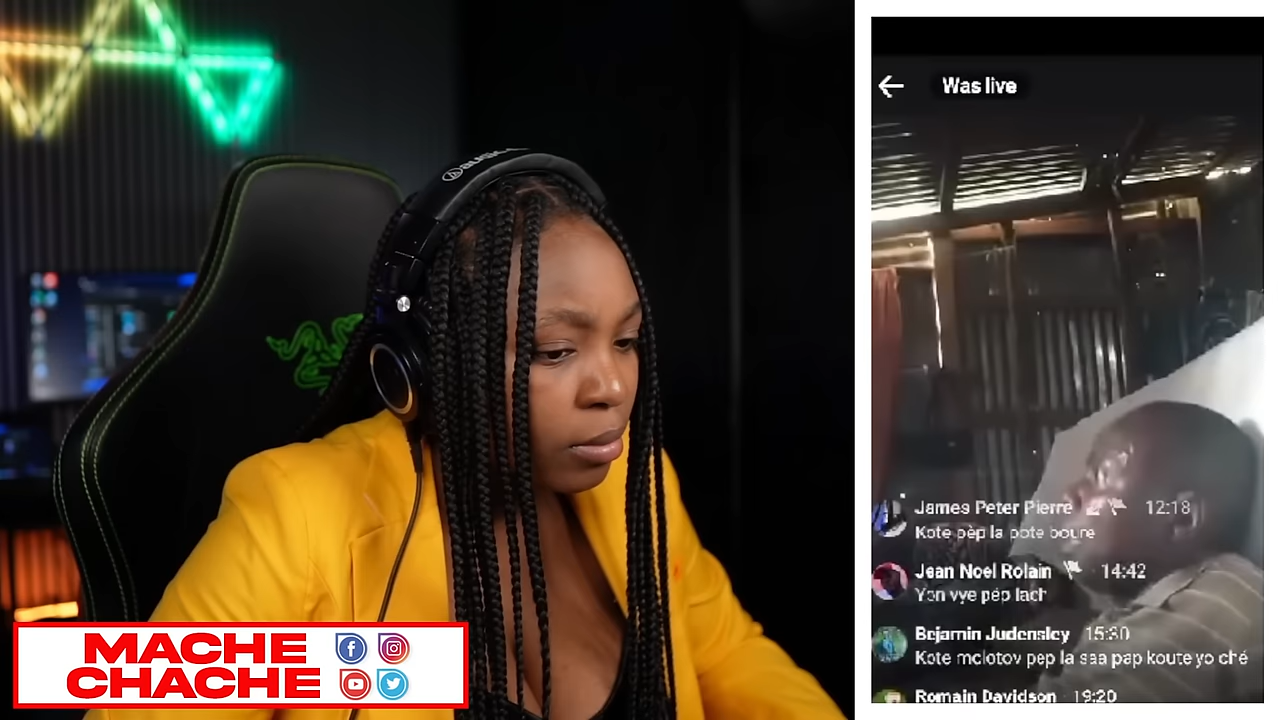 MACHE
CHACHE
Was live
James Peter Pierre 12:18
Kote pèp la pote boure
Jean Noel Rolain 14:42
Yon vye pép lach
Bejamin Judensley 15:30
Kote molotov pep la saa pap koute yo ché
Romain Davidson 19:20